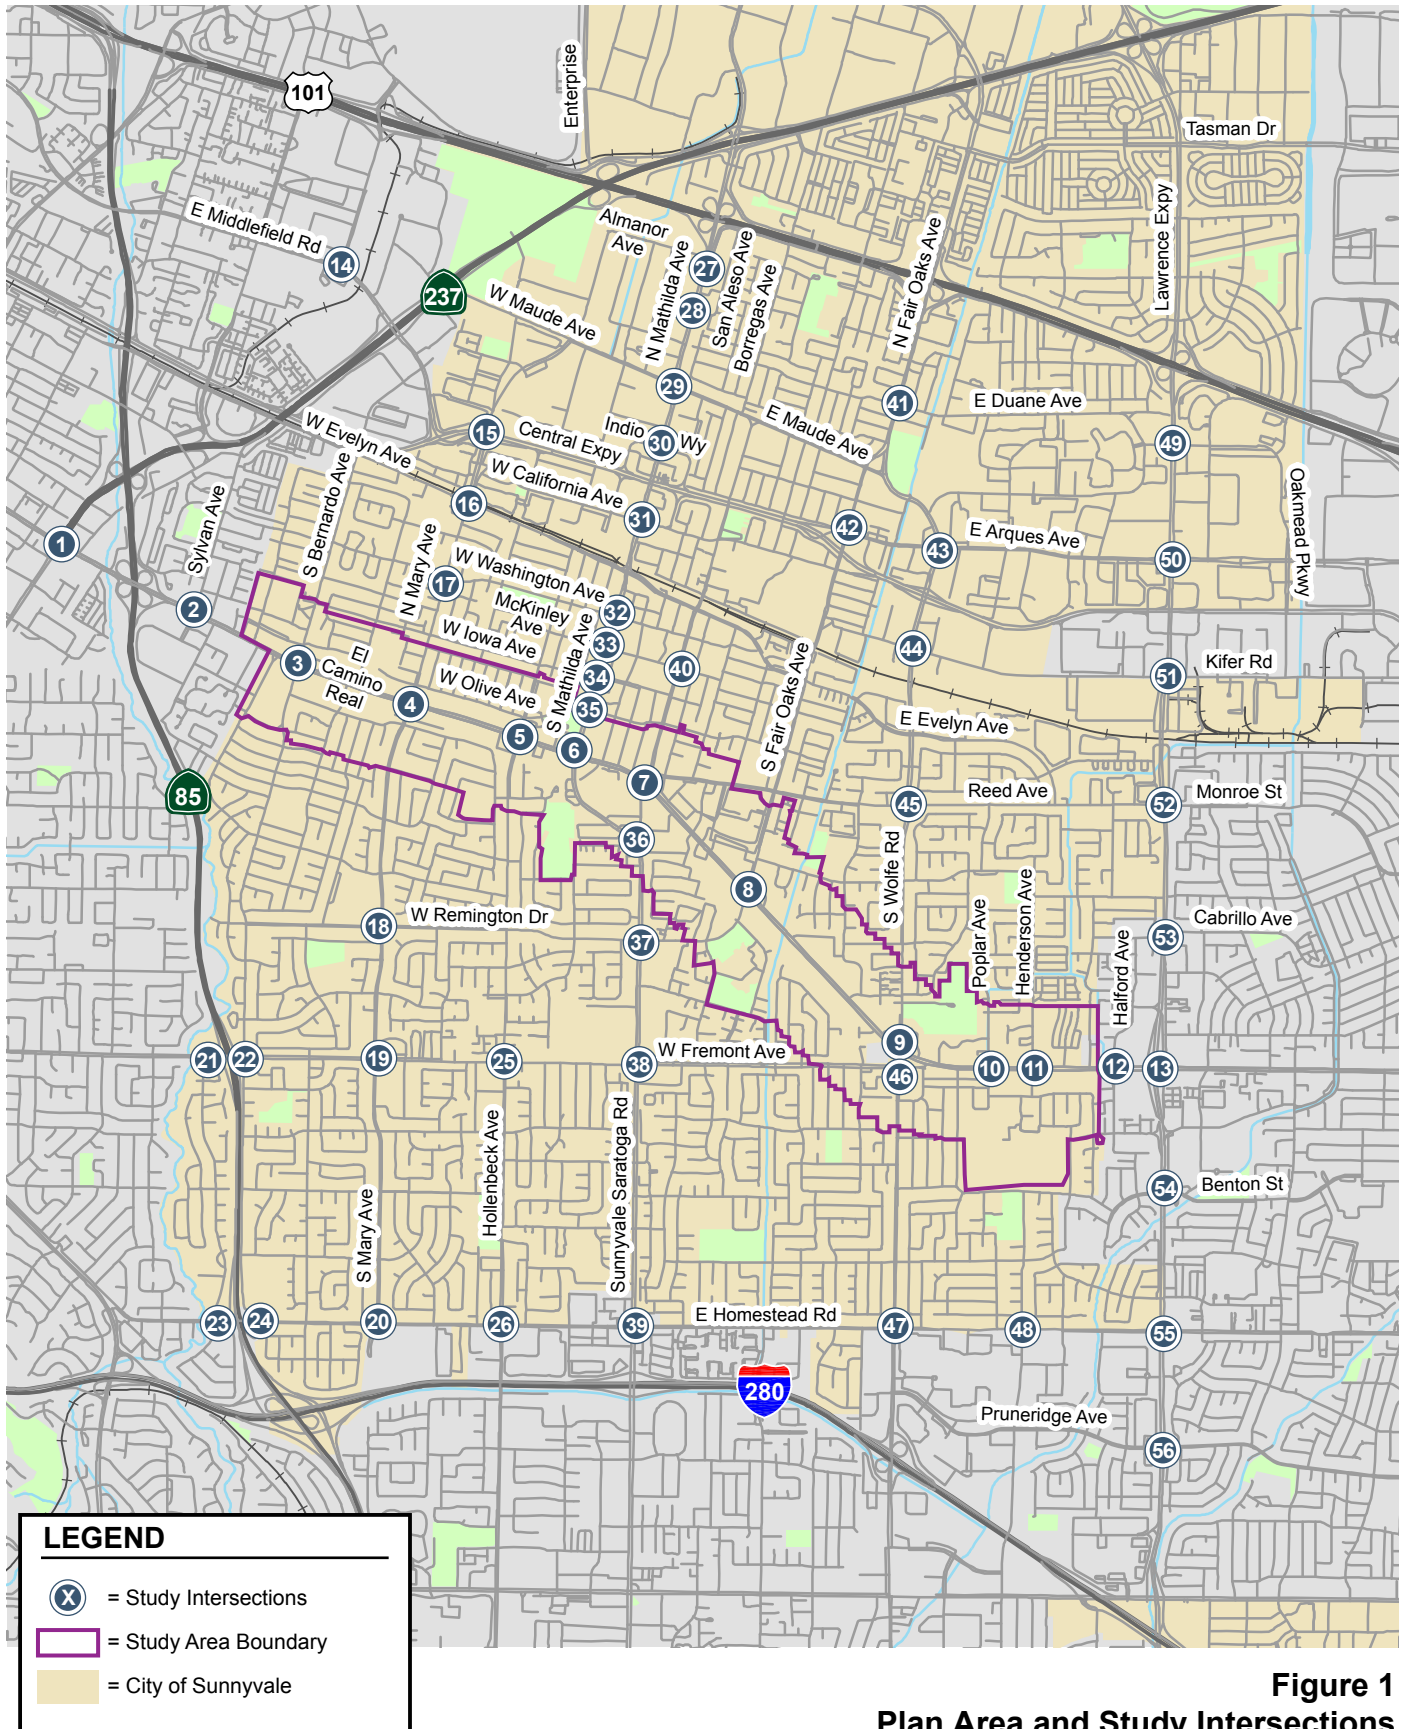 101
Enterprise
Tasman Dr
E Middlefield Rd
14
237
Almanor
Ave
N Mathilda Ave
27
28
San Aleso Ave
Borregas Ave
N Fair Oaks Ave
Lawrence Expy
W Maude Ave
29
E Maude Ave
41
E Duane Ave
W Evelyn Ave
15
Central Expy
Indio Wy
30
49
S Bernardo Ave
W California Ave
16
31
42
43
E Arques Ave
50
Oakmead Pkwy
1
Sylvan Ave
2
N Mary Ave
17
W Washington Ave
32
McKinley
Ave
W Iowa Ave
33
S Mathilda Ave
34
40
44
Kifer Rd
51
3
El
Camino
Real
4
W Olive Ave
35
5
6
S Fair Oaks Ave
E Evelyn Ave
7
85
45
Reed Ave
52
Monroe St
36
8
S Wolfe Rd
18
W Remington Dr
37
Poplar Ave
Henderson Ave
Halford Ave
53
Cabrillo Ave
21
22
19
25
38
W Fremont Ave
9
46
10
11
12
13
Hollenbeck Ave
Sunnyvale Saratoga Rd
S Mary Ave
54
Benton St
23
24
20
26
39
E Homestead Rd
47
48
55
280
Pruneridge Ave
56
LEGEND
X = Study Intersections
= Study Area Boundary
= City of Sunnyvale
Figure 1
Plan Area and Study Intersections